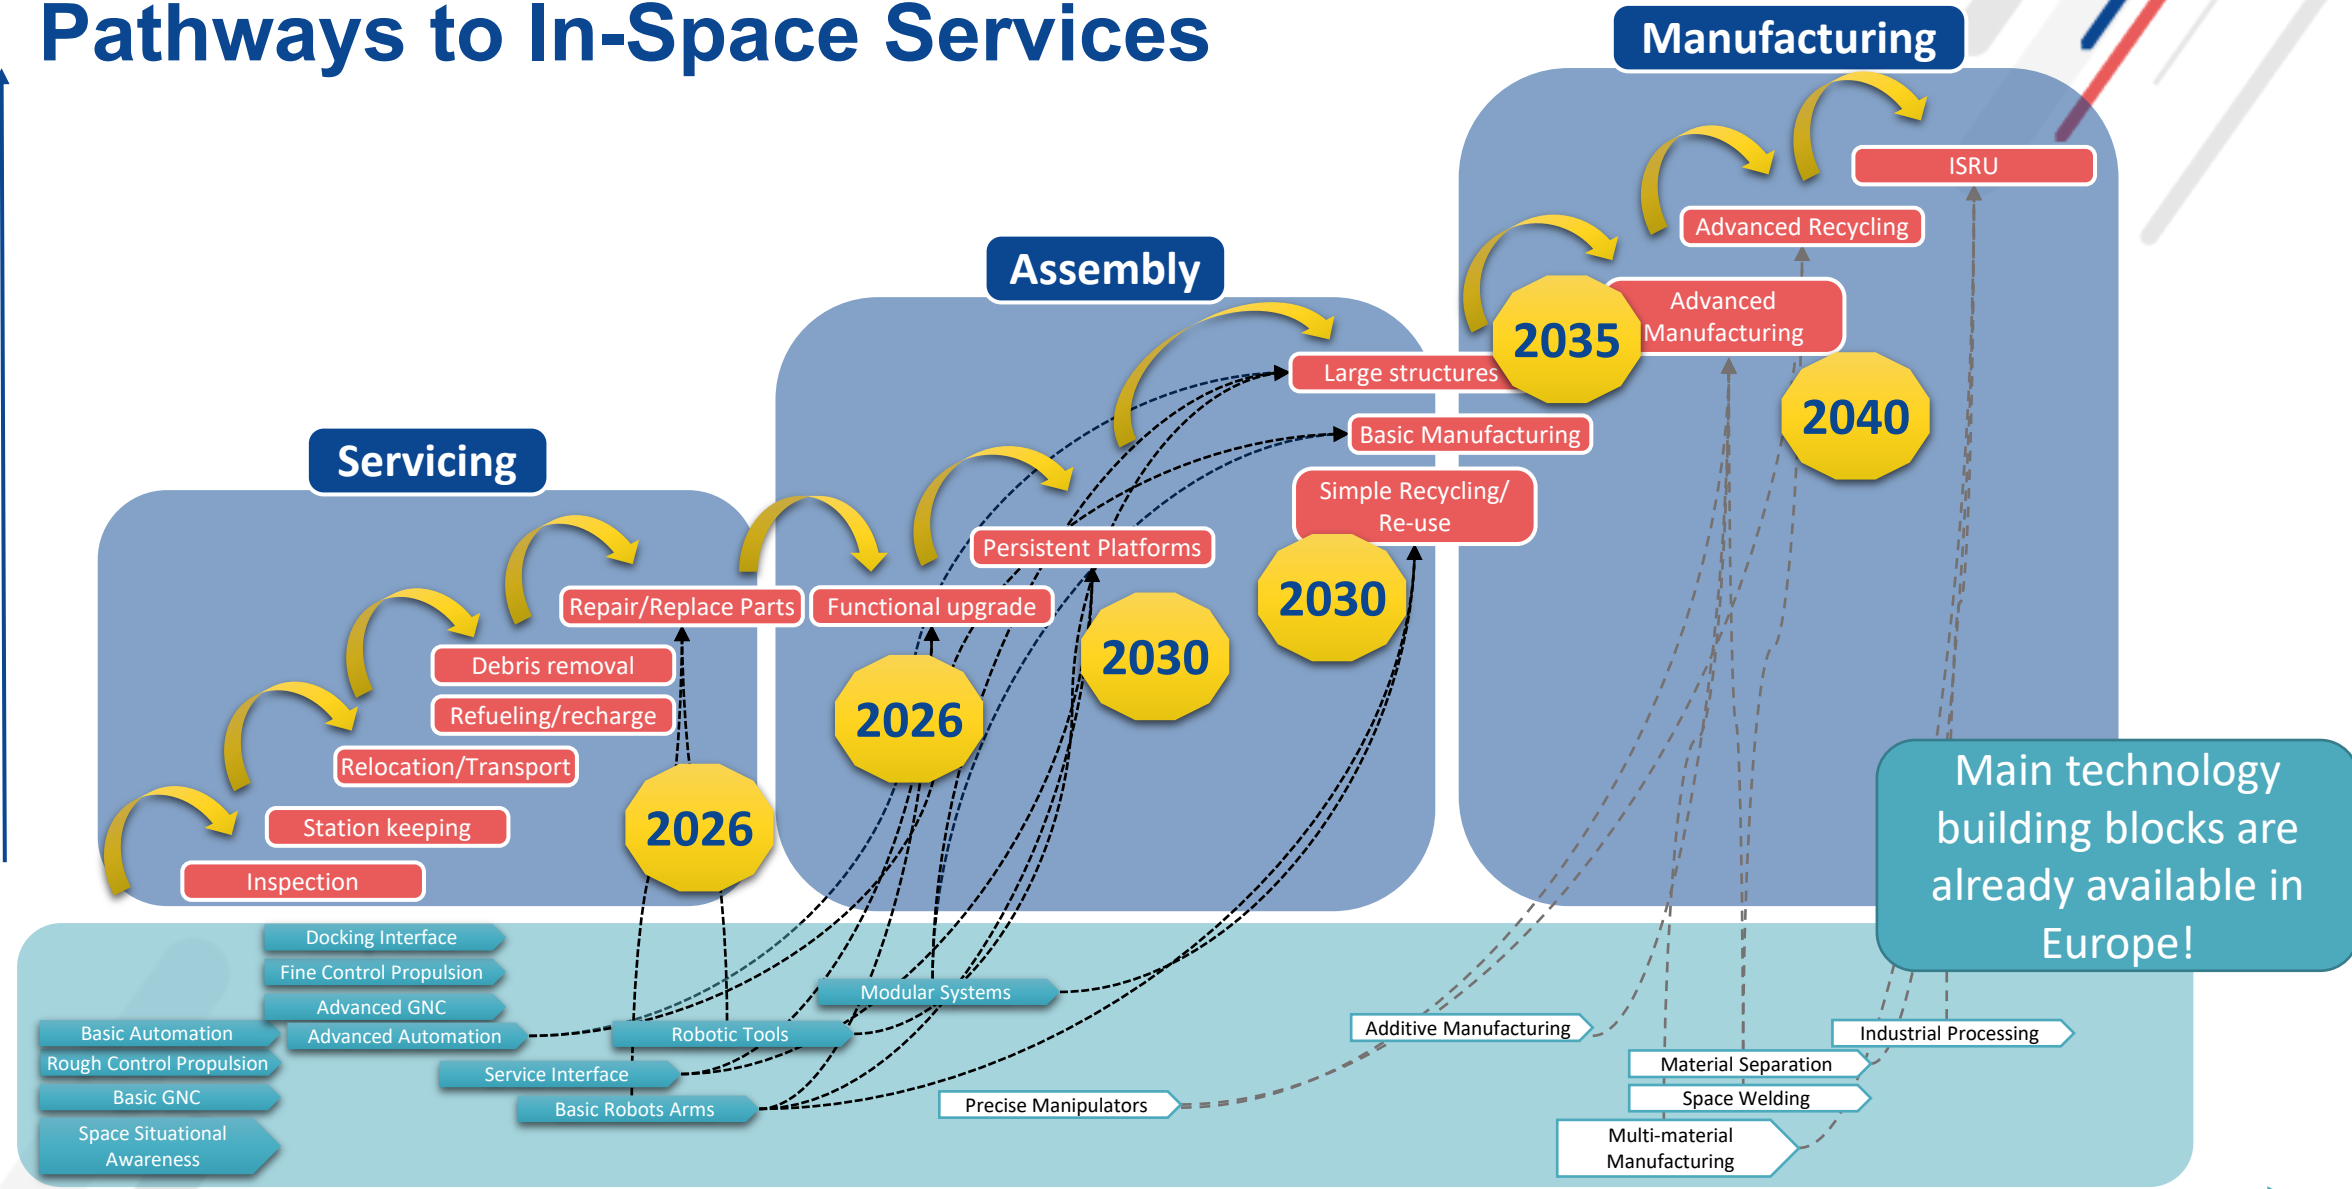 Pathways to In-Space Services
Manufacturing
ISRU
Advanced Recycling
Advanced
Manufacturing
2035
2040
Assembly
Large structures
Basic Manufacturing
Simple Recycling/
Re-use
2030
Persistent Platforms
2030
Functional upgrade
2026
Servicing
Repair/Replace Parts
Debris removal
Refueling/recharge
Relocation/Transport
2026
Station keeping
Inspection
Main technology
building blocks are
already available in
Europe!
Docking Interface
Fine Control Propulsion
Advanced GNC
Basic Automation
Advanced Automation
Rough Control Propulsion
Basic GNC
Space Situational
Awareness
Modular Systems
Robotic Tools
Service Interface
Basic Robots Arms
Precise Manipulators
Additive Manufacturing
Industrial Processing
Material Separation
Space Welding
Multi-material
Manufacturing